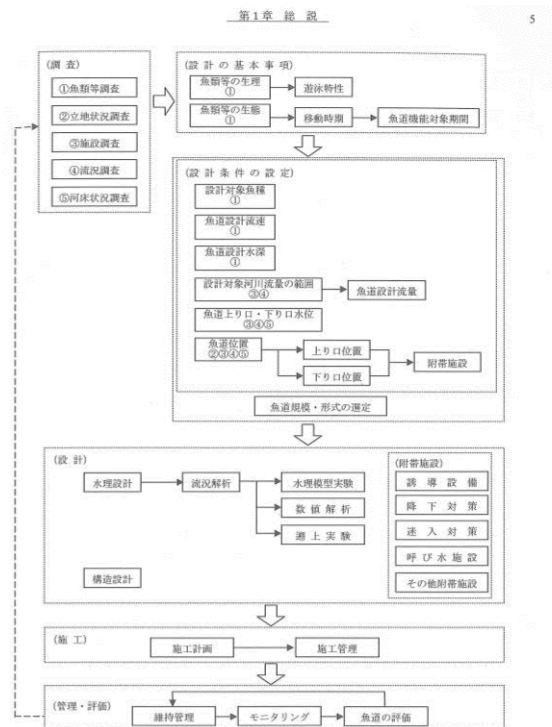 第1章 総 説
5
(調 査)
①魚類等調査
②立地状況調査
③施設調査
④流況調査
⑤河床状況調査
(設 計 の 基 本 事 項)
魚類等の生理
①
遊泳特性
魚類等の生態
①
移動時期
魚道機能対象期間
(設 計 条 件 の 設 定)
設計対象魚種
①
魚道設計流速
①
魚道設計水深
①
設計対象河川流量の範囲
③④
魚道設計流量
魚道上り口・下り口水位
③④⑤
魚道位置
②③④⑤
上り口位置
下り口位置
附帯施設
魚道規模・形式の選定
(設 計)
水理設計
流況解析
水理模型実験
数 値 解 析
遡 上 実 験
構造設計
(附帯施設)
誘 導 設 備
降 下 対 策
迷 入 対 策
呼 び 水 施 設
その他附帯施設
(施 工)
施工計画
施工管理
(管理・評価)
維持管理
モニタリング
魚道の評価